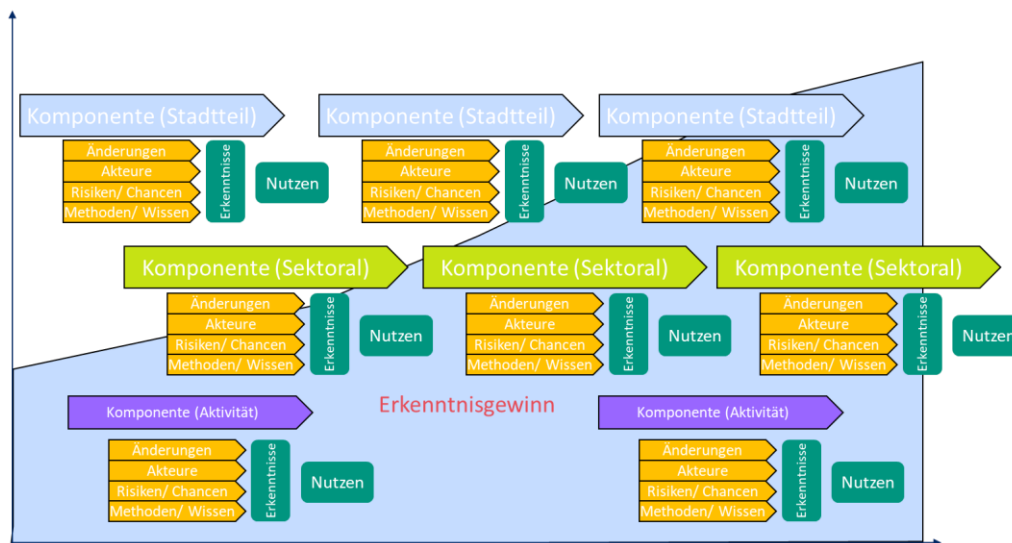 Komponente (Stadtteil)
Änderungen
Akteure
Risiken/ Chancen
Methoden/ Wissen
Erkenntnisse
Nutzen
Komponente (Stadtteil)
Änderungen
Akteure
Risiken/ Chancen
Methoden/ Wissen
Erkenntnisse
Nutzen
Komponente (Stadtteil)
Änderungen
Akteure
Risiken/ Chancen
Methoden/ Wissen
Erkenntnisse
Nutzen
Komponente (Sektoral)
Änderungen
Akteure
Risiken/ Chancen
Methoden/ Wissen
Erkenntnisse
Nutzen
Komponente (Sektoral)
Änderungen
Akteure
Risiken/ Chancen
Methoden/ Wissen
Erkenntnisse
Nutzen
Komponente (Sektoral)
Änderungen
Akteure
Risiken/ Chancen
Methoden/ Wissen
Erkenntnisse
Nutzen
Erkenntnisgewinn
Komponente (Aktivität)
Änderungen
Akteure
Risiken/ Chancen
Methoden/ Wissen
Erkenntnisse
Nutzen
Komponente (Aktivität)
Änderungen
Akteure
Risiken/ Chancen
Methoden/ Wissen
Erkenntnisse
Nutzen